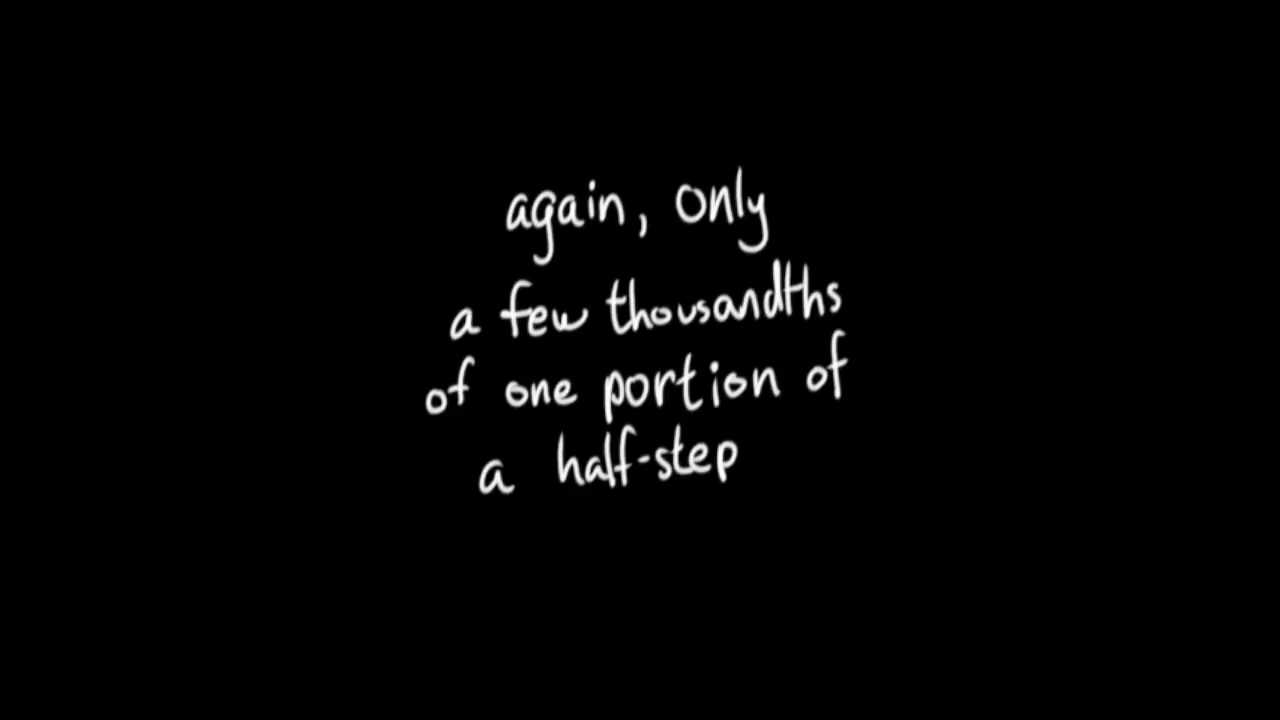 again, only
a few thousandths
of one portion of
a half-step